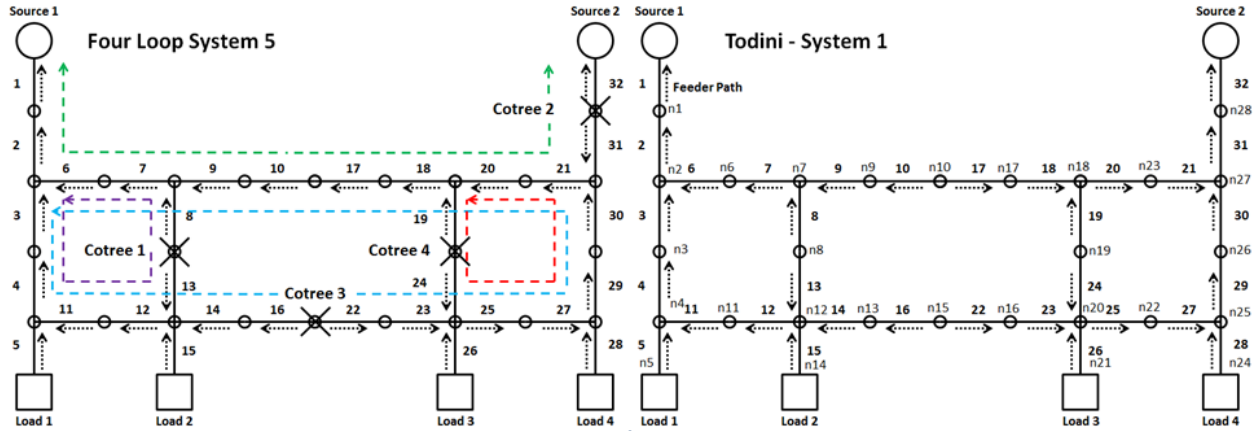 Source 1 Source 2 Source 1 Source 2
Four Loop System 5 Todini - System 1
1 32 1 32
Cotree 2 Feeder Path
n1 n28
2 31 2 31
6 7 9 10 17 18 20 21 n2 6 n6 7 n7 9 n9 10 n10 17 n17 18 n18 20 n23 21 n27
3 8 19 30 3 8 19 30
Cotree 1 Cotree 4 n3 n8 n19 n26
4 13 24 29 4 13 24 29
Cotree 3
11 12 14 16 22 23 25 27 n4 11 n11 12 n12 14 n13 16 n15 22 n16 23 n20 25 n22 27 n25
5 15 26 28 5 15 26 28
n5 n14 n21 n24
Load 1 Load 2 Load 3 Load 4 Load 1 Load 2 Load 3 Load 4